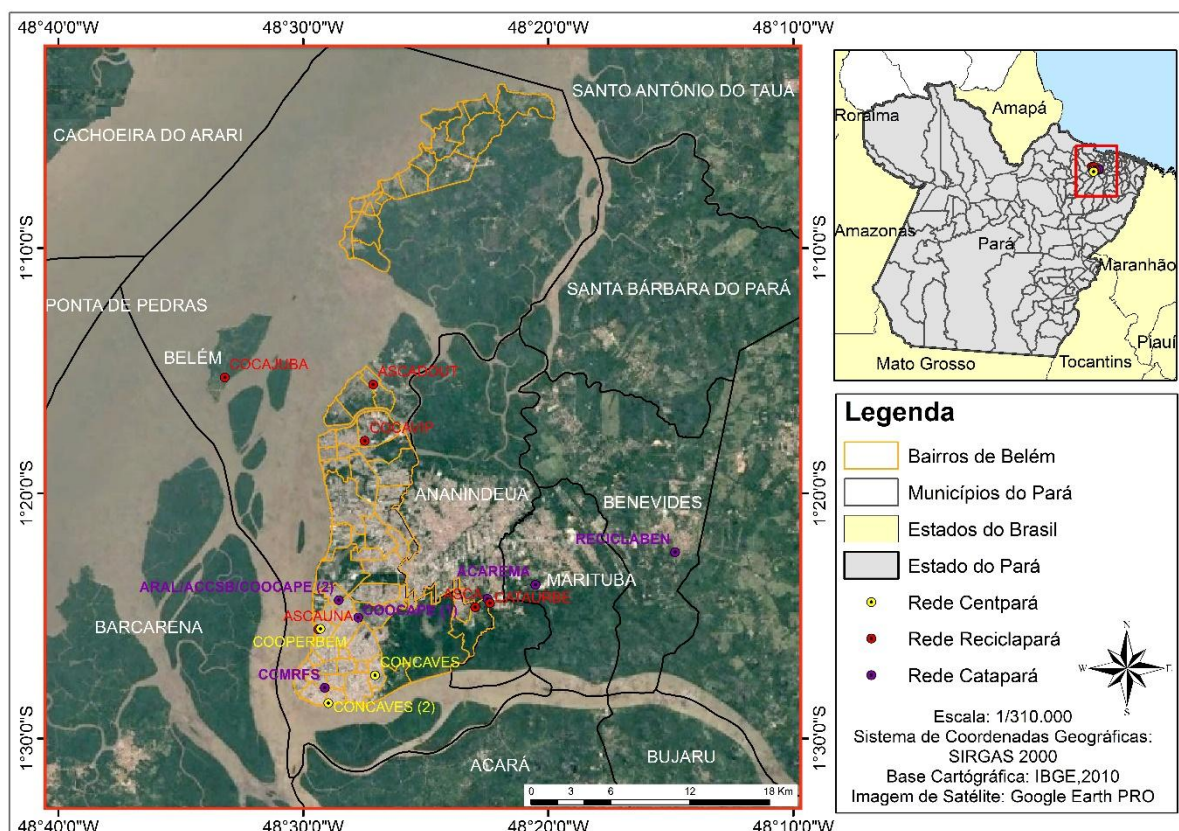 48°40'0"W 48°30'0"W 48°20'0"W 48°10'0"W
SANTO ANTÔNIO DO TAUÁ
CACHOEIRA DO ARARI
1°10'0"S 1°10'0"S
SANTA BÁRBARA DO PARÁ
PONTA DE PEDRAS
BELÉM
COCAJUBA
ASCADOUT
COCAVIP
1°20'0"S 1°20'0"S
ANANINDEUA
BENEVIDES
RECICLABEN
ACAREMA
MARITUBA
ARAL/ACCSB/COOCAPE (2)
CATAURBE
ASCAUNA
COOCAPE (1)
BARCARENA
COOPERBEM
CONCAVES
CCMRFS
CONCAVES (2)
1°30'0"S 1°30'0"S
ACARÁ
BUJARU
0 3 6 12 18 Km
48°40'0"W 48°30'0"W 48°20'0"W 48°10'0"W
Roraima
Amapá
Amazonas
Pará
Maranhão
Piauí
Mato Grosso
Tocantins
Legenda
Bairros de Belém
Municípios do Pará
Estados do Brasil
Estado do Pará
Rede Centpará
Rede Reciclapará
Rede Catapará
N
W E
S
Escala: 1/310.000
Sistema de Coordenadas Geográficas:
SIRGAS 2000
Base Cartógráfica: IBGE,2010
Imagem de Satélite: Google Earth PRO